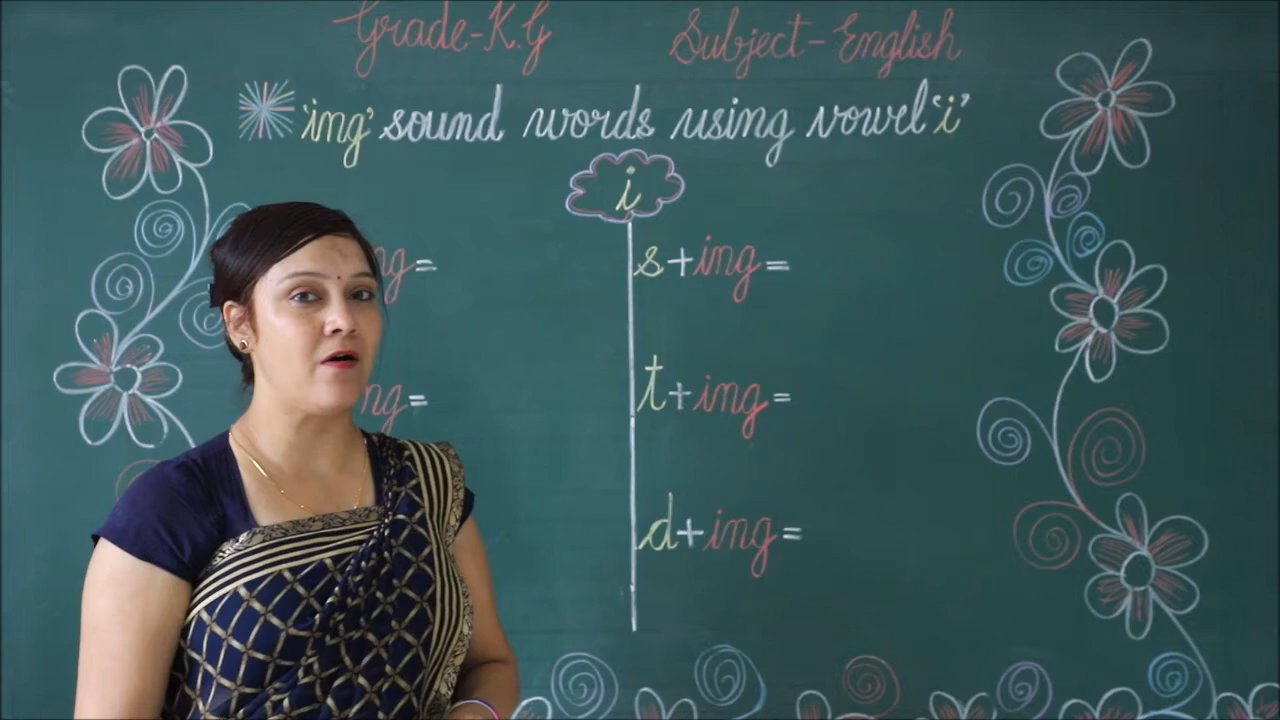 Grade-K.G Subject-English
'ing' sound words using vowel 'i'
i
ng= s+ing=
ng= t+ing=
d+ing=